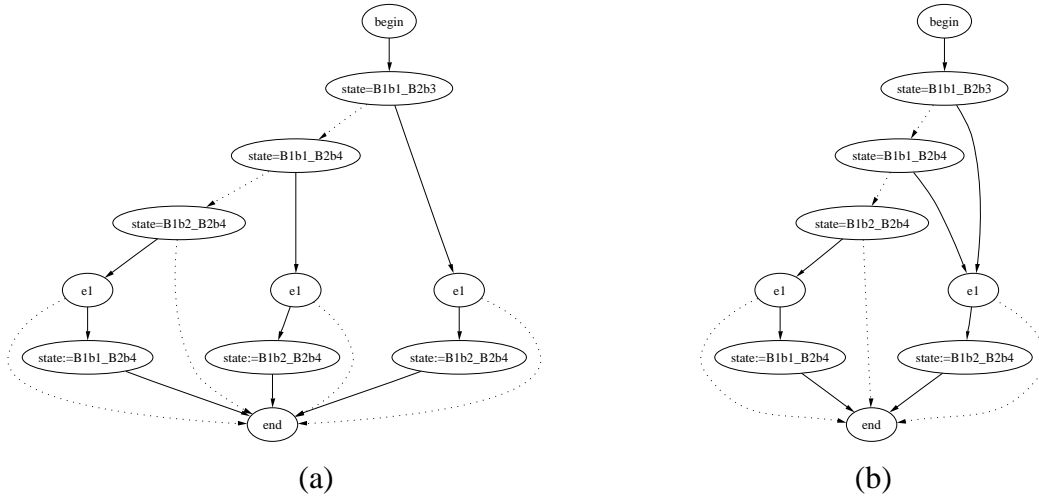 begin
state=B1b1_B2b3
state=B1b1_B2b4
state=B1b2_B2b4
e1
e1
e1
state:=B1b1_B2b4
state:=B1b2_B2b4
state:=B1b2_B2b4
end
(a)
begin
state=B1b1_B2b3
state=B1b1_B2b4
state=B1b2_B2b4
e1
e1
state:=B1b1_B2b4
state:=B1b2_B2b4
end
(b)